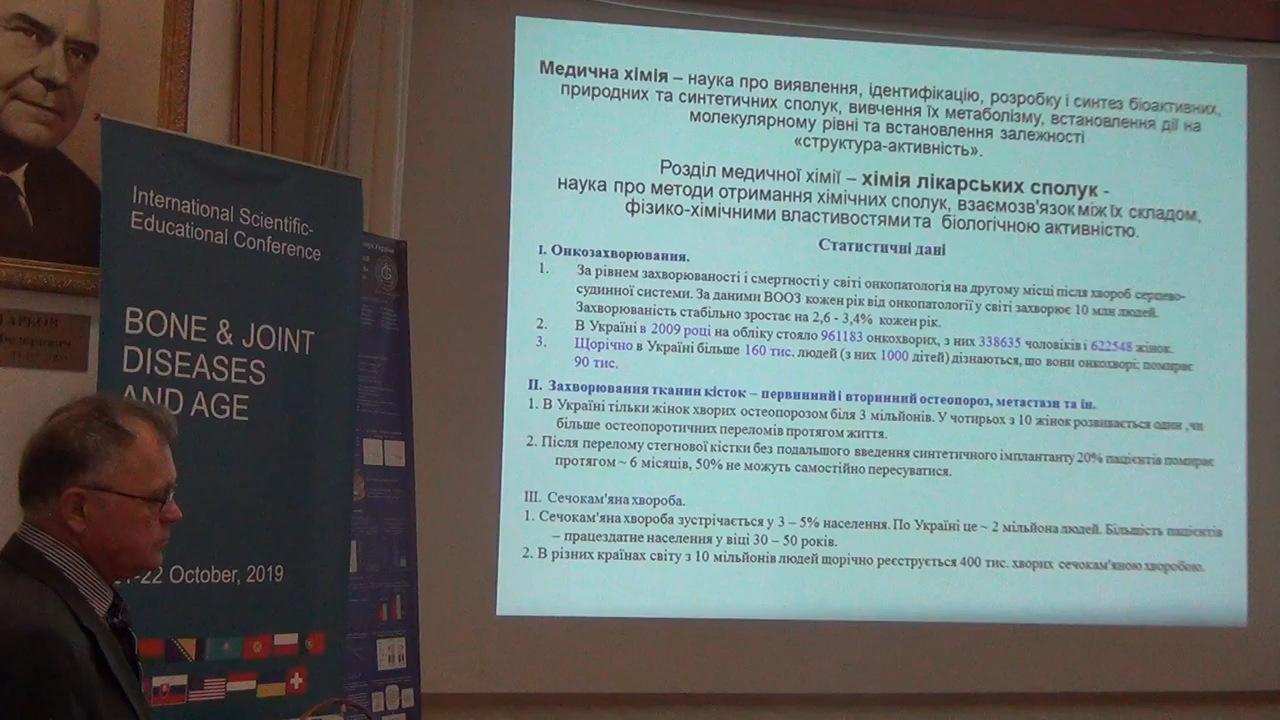 International Scientific-
Educational Conference
BONE & JOINT
DISEASES
AND AGE
22 October, 2019
Медична хімія – наука про виявлення, ідентифікацію, розробку і синтез біоактивних,
природних та синтетичних сполук, вивчення їх метаболізму, встановлення дії на
молекулярному рівні та встановлення залежності
«структура-активність».
Розділ медичної хімії – хімія лікарських сполук -
наука про методи отримання хімічних сполук, взаємозв'язок між їх складом,
фізико-хімічними властивостями та біологічною активністю.
Статистичні дані
I. Онкозахворювання.
1. За рівнем захворюваності і смертності у світі онкопатологія на другому місці після хвороб серцево-
судинної системи. За даними ВООЗ кожен рік від онкопатології у світі захворює 10 млн людей.
Захворюваність стабільно зростає на 2,6 - 3,4% кожен рік.
2. В Україні в 2009 році на обліку стояло 961183 онкохворих, з них 338635 чоловіків і 622548 жінок.
3. Щорічно в Україні більше 160 тис. людей (з них 1000 дітей) дізнаються, що вони онкохворі; помирає
90 тис.
II. Захворювання тканин кісток – первинний і вторинний остеопороз, метастази та ін.
1. В Україні тільки жінок хворих остеопорозом біля 3 мільйонів. У чотирьох з 10 жінок розвивається один , чи
більше остеопоротичних переломів протягом життя.
2. Після перелому стегнової кістки без подальшого введення синтетичного імплантанту 20% пацієнтів помирає
протягом ~ 6 місяців, 50% не можуть самостійно пересуватися.
III. Сечокам'яна хвороба.
1. Сечокам'яна хвороба зустрічається у 3 – 5% населення. По Україні це ~ 2 мільйона людей. Більшість пацієнтів
– працездатне населення у віці 30 – 50 років.
2. В різних країнах світу з 10 мільйонів людей щорічно реєструється 400 тис. хворих сечокам'яною хворобою.